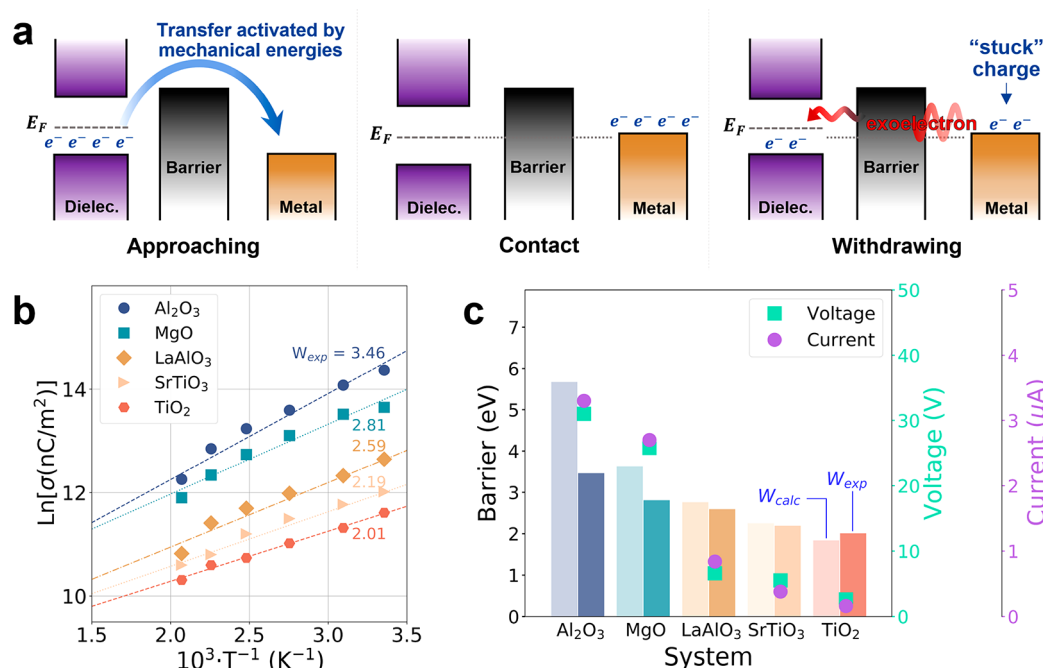 a
Transfer activated by
mechanical energies
E_F
e⁻ e⁻ e⁻ e⁻
Dielec.
Barrier
Metal
Approaching
E_F
e⁻ e⁻ e⁻ e⁻
Dielec.
Barrier
Metal
Contact
"stuck"
charge
E_F
exoelectron
e⁻ e⁻
e⁻ e⁻
Dielec.
Barrier
Metal
Withdrawing
b
Al₂O₃
MgO
LaAlO₃
SrTiO₃
TiO₂
W_exp = 3.46
2.81
2.59
2.19
2.01
Ln[σ(nC/m²)]
14
12
10
1.5 2.0 2.5 3.0 3.5
10³·T⁻¹ (K⁻¹)
c
Voltage
Current
W_calc
W_exp
Barrier (eV)
7
6
5
4
3
2
1
0
Al₂O₃ MgO LaAlO₃ SrTiO₃ TiO₂
System
50
40
30
20
10
0
Voltage (V)
5
4
3
2
1
0
Current (μA)